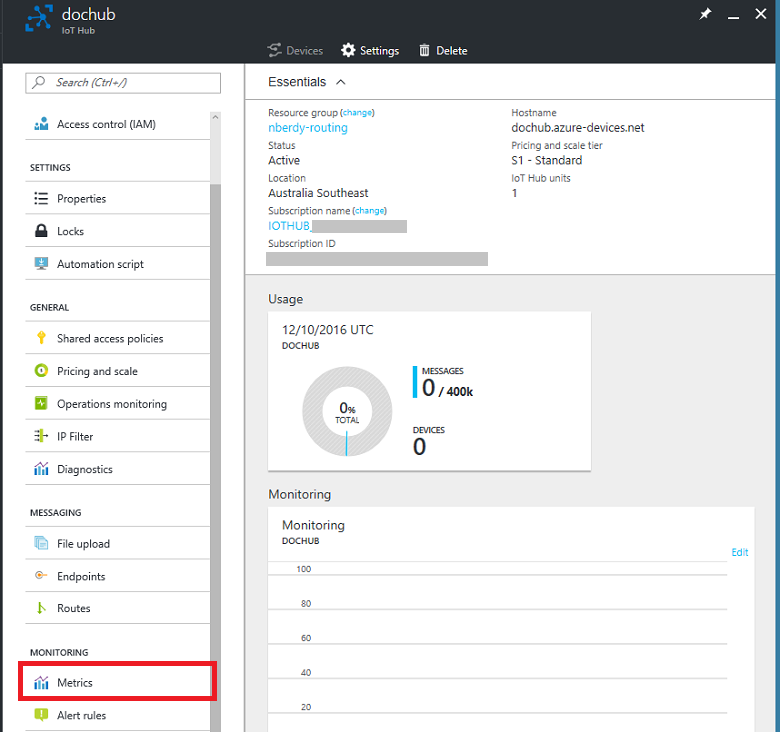 dochub
IoT Hub
Devices
Settings
Delete
Search (Ctrl+/)
Access control (IAM)
SETTINGS
Properties
Locks
Automation script
GENERAL
Shared access policies
Pricing and scale
Operations monitoring
IP Filter
Diagnostics
MESSAGING
File upload
Endpoints
Routes
MONITORING
Metrics
Alert rules
Essentials
Resource group (change)
nberdy-routing
Status
Active
Location
Australia Southeast
Subscription name (change)
IOTHUB_
Subscription ID
Hostname
dochub.azure-devices.net
Pricing and scale tier
S1 - Standard
IoT Hub units
1
Usage
12/10/2016 UTC
DOCHUB
0%
TOTAL
MESSAGES
0 / 400k
DEVICES
0
Monitoring
Monitoring
DOCHUB
Edit
100
80
60
40
20